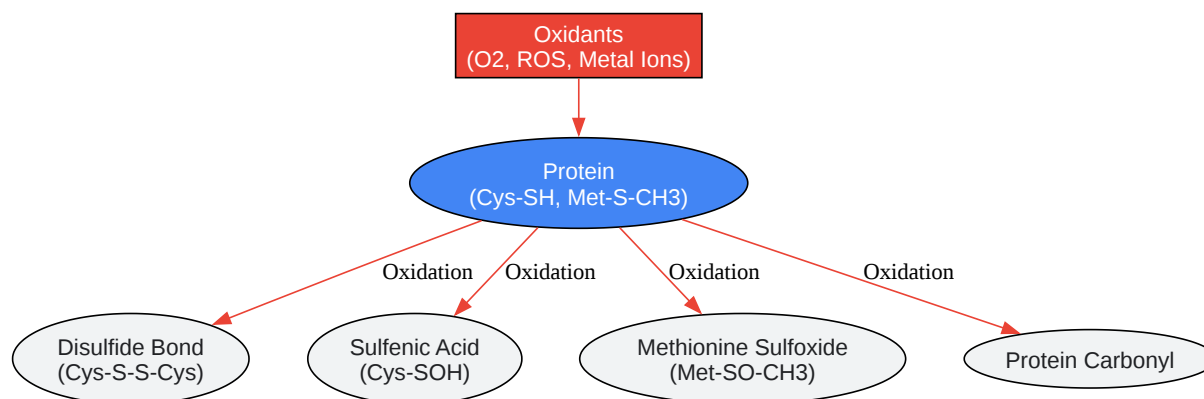 Oxidants
(O2, ROS, Metal Ions)
Protein
(Cys-SH, Met-S-CH3)
Oxidation
Oxidation
Oxidation
Oxidation
Disulfide Bond
(Cys-S-S-Cys)
Sulfenic Acid
(Cys-SOH)
Methionine Sulfoxide
(Met-SO-CH3)
Protein Carbonyl